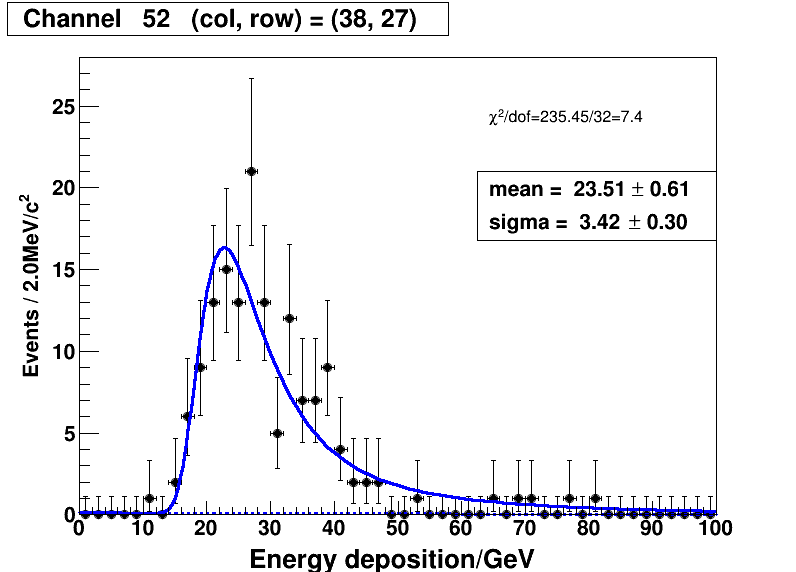 Channel 52 (col, row) = (38, 27)
χ²/dof=235.45/32=7.4
mean = 23.51 ± 0.61
sigma = 3.42 ± 0.30
Events / 2.0MeV/c²
25
20
15
10
5
0
0 10 20 30 40 50 60 70 80 90 100
Energy deposition/GeV